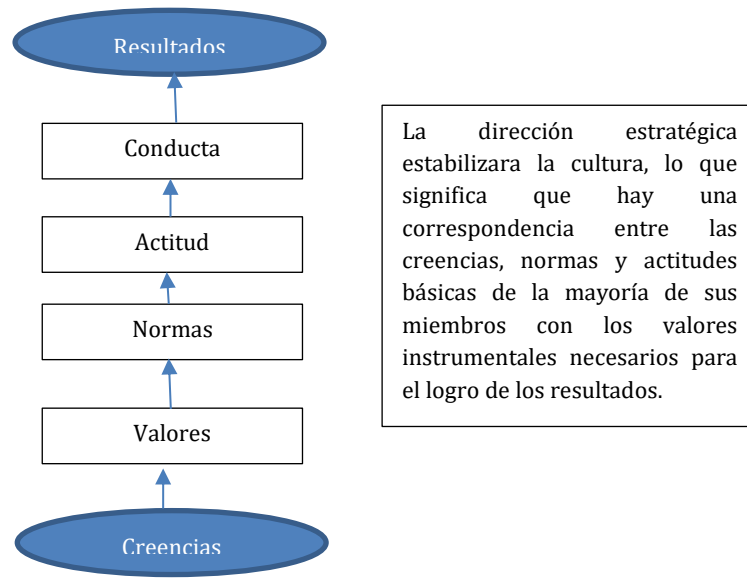 Resultados
Conducta
Actitud
Normas
Valores
Creencias
La dirección estratégica
estabilizara la cultura, lo que
significa que hay una
correspondencia entre las
creencias, normas y actitudes
básicas de la mayoría de sus
miembros con los valores
instrumentales necesarios para
el logro de los resultados.